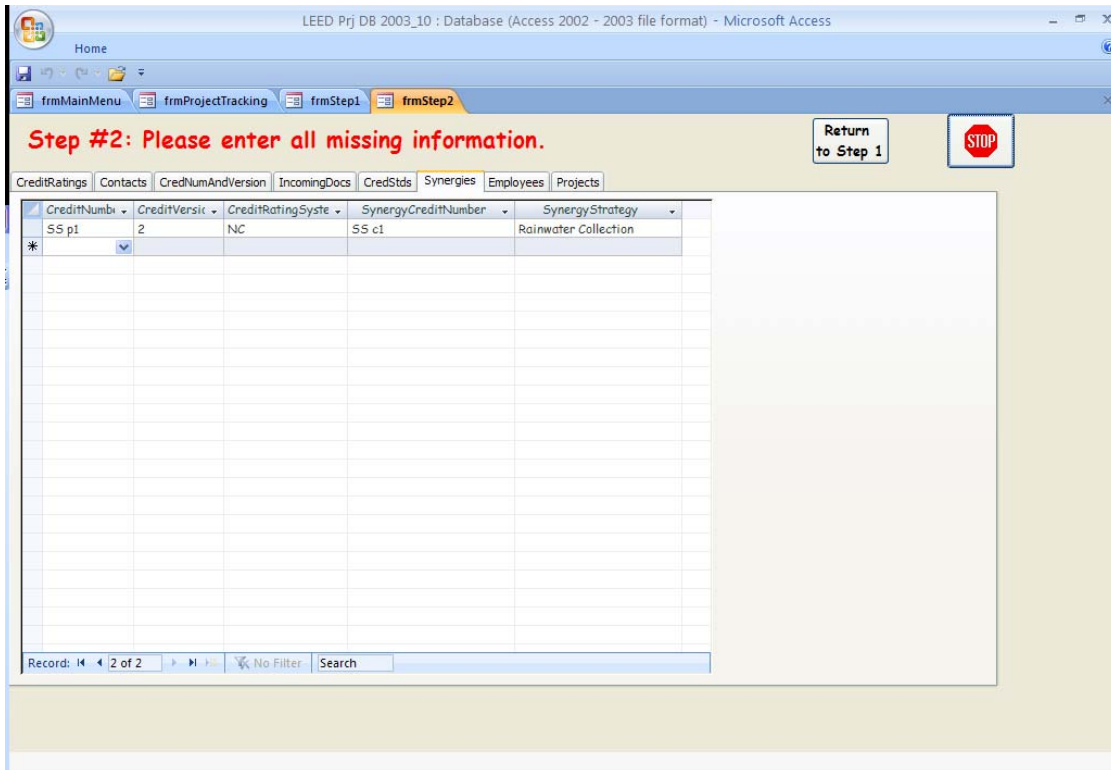 LEED Prj DB 2003_10 : Database (Access 2002 - 2003 file format) - Microsoft Access
Home
frmMainMenu frmProjectTracking frmStep1 frmStep2
Step #2: Please enter all missing information.
Return
to Step 1
STOP
CreditRatings Contacts CredNumAndVersion IncomingDocs CredStds Synergies Employees Projects
CreditNumb CreditVersic CreditRatingSyste SynergyCreditNumber SynergyStrategy
SS p1 2 NC SS c1 Rainwater Collection
Record: 2 of 2 No Filter Search